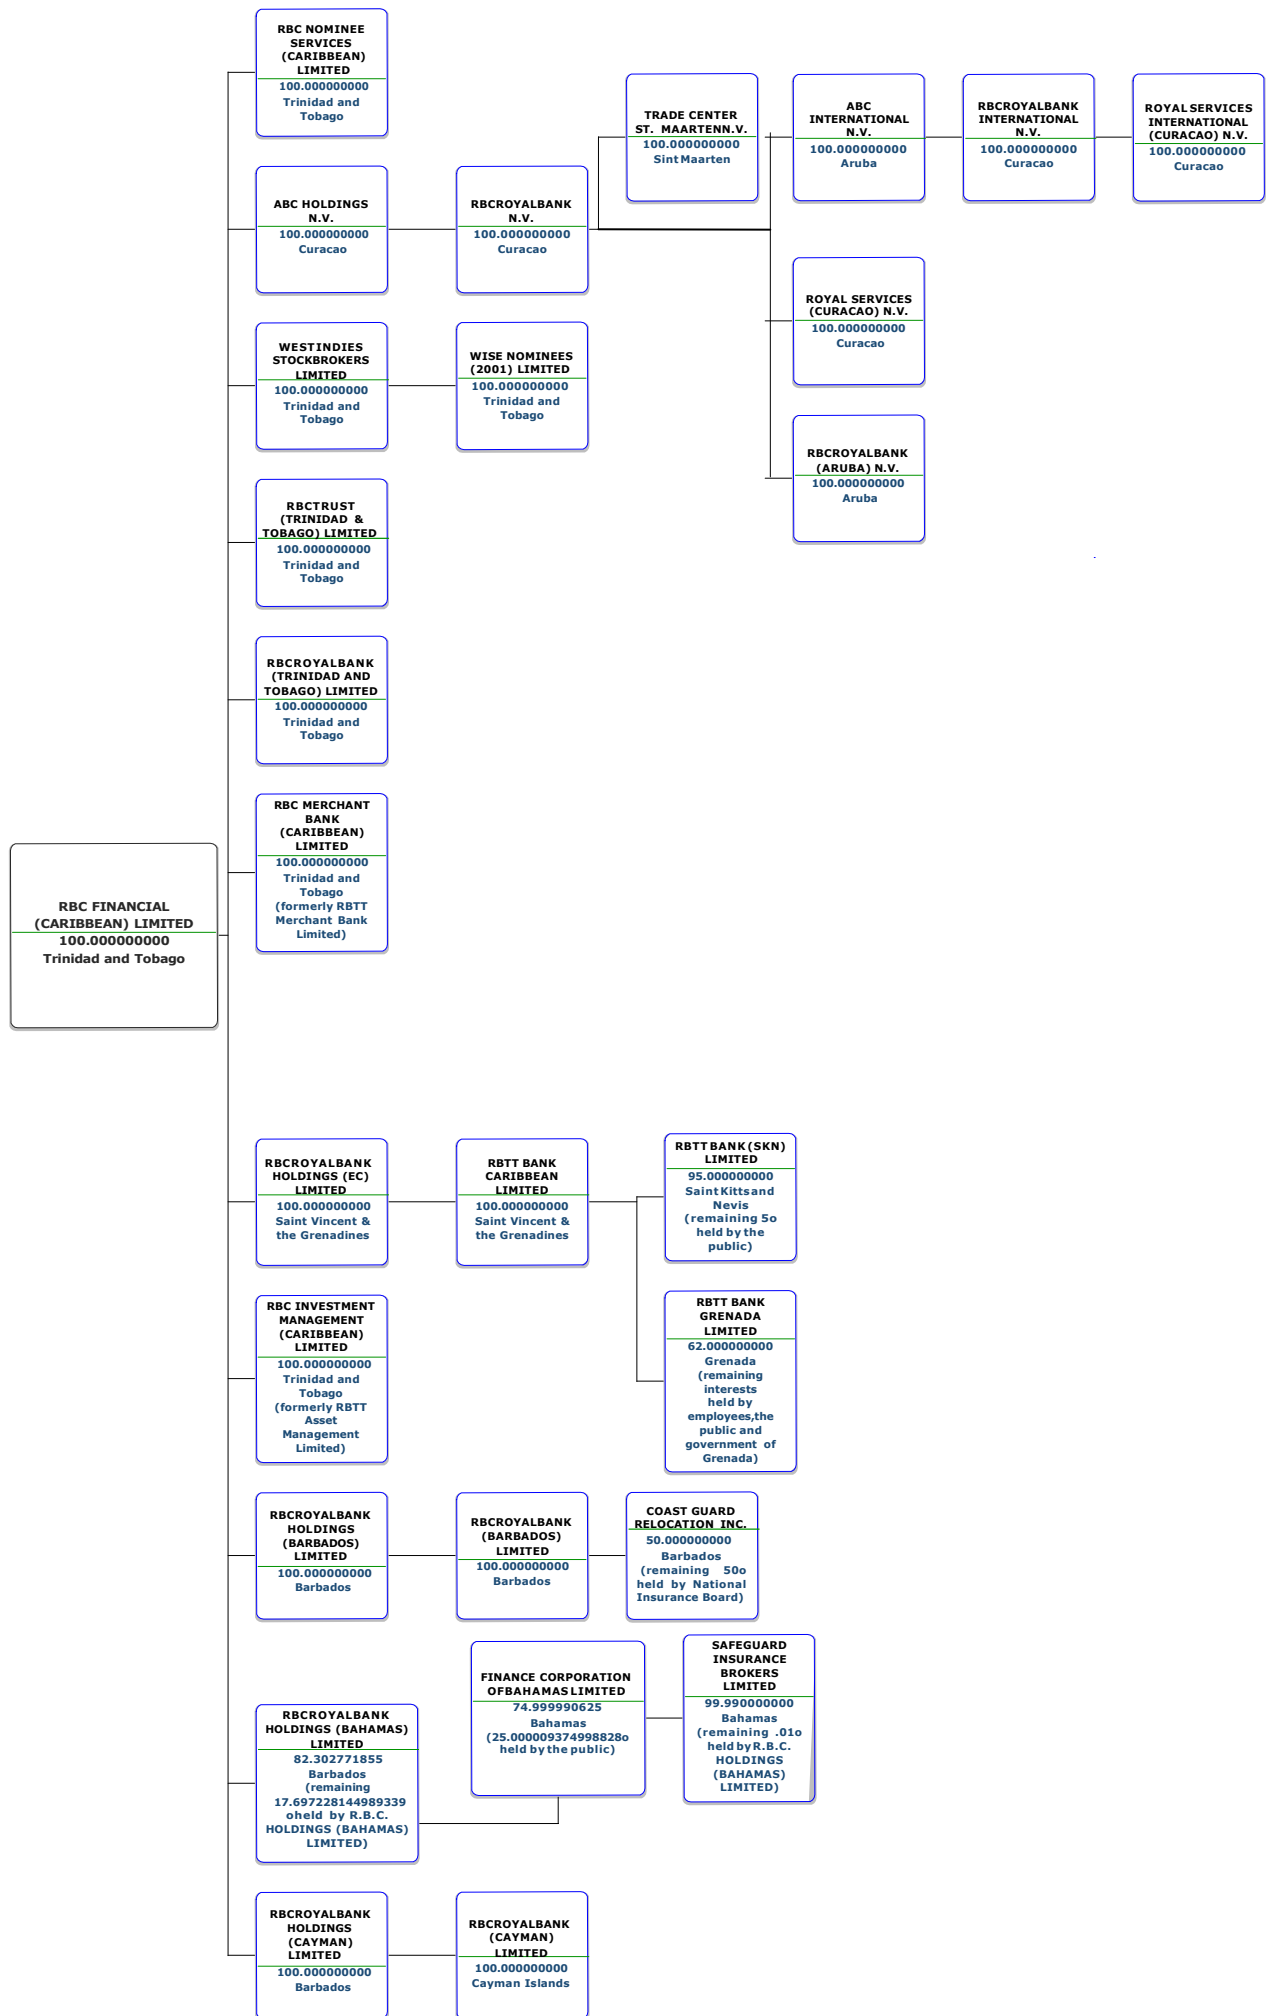 RBC NOMINEE
SERVICES
(CARIBBEAN)
LIMITED
100.000000000
Trinidad and
Tobago
TRADE CENTER
ST. MAARTENN.V.
100.000000000
Sint Maarten
ABC
INTERNATIONAL
N.V.
100.000000000
Aruba
RBCROYALBANK
INTERNATIONAL
N.V.
100.000000000
Curacao
ROYAL SERVICES
INTERNATIONAL
(CURACAO) N.V.
100.000000000
Curacao
ABC HOLDINGS
N.V.
100.000000000
Curacao
RBCROYALBANK
N.V.
100.000000000
Curacao
ROYAL SERVICES
(CURACAO) N.V.
100.000000000
Curacao
WESTINDIES
STOCKBROKERS
LIMITED
100.000000000
Trinidad and
Tobago
WISE NOMINEES
(2001) LIMITED
100.000000000
Trinidad and
Tobago
RBCROYALBANK
(ARUBA) N.V.
100.000000000
Aruba
RBCTRUST
(TRINIDAD &
TOBAGO) LIMITED
100.000000000
Trinidad and
Tobago
RBCROYALBANK
(TRINIDAD AND
TOBAGO) LIMITED
100.000000000
Trinidad and
Tobago
RBC MERCHANT
BANK
(CARIBBEAN)
LIMITED
100.000000000
Trinidad and
Tobago
(formerly RBTT
Merchant Bank
Limited)
RBC FINANCIAL
(CARIBBEAN) LIMITED
100.000000000
Trinidad and Tobago
RBCROYALBANK
HOLDINGS (EC)
LIMITED
100.000000000
Saint Vincent &
the Grenadines
RBTT BANK
CARIBBEAN
LIMITED
100.000000000
Saint Vincent &
the Grenadines
RBTT BANK (SKN)
LIMITED
95.000000000
Saint Kittsand
Nevis
(remaining 5o
held by the
public)
RBTT BANK
GRENADA
LIMITED
62.000000000
Grenada
(remaining
interests
held by
employees,the
public and
government of
Grenada)
RBC INVESTMENT
MANAGEMENT
(CARIBBEAN)
LIMITED
100.000000000
Trinidad and
Tobago
(formerly RBTT
Asset
Management
Limited)
RBCROYALBANK
HOLDINGS
(BARBADOS)
LIMITED
100.000000000
Barbados
RBCROYALBANK
(BARBADOS)
LIMITED
100.000000000
Barbados
COAST GUARD
RELOCATION INC.
50.000000000
Barbados
(remaining 50o
held by National
Insurance Board)
RBCROYALBANK
HOLDINGS (BAHAMAS)
LIMITED
82.302771855
Barbados
(remaining
17.697228144989339
oheld by R.B.C.
HOLDINGS (BAHAMAS)
LIMITED)
FINANCE CORPORATION
OFBAHAMAS LIMITED
74.999990625
Bahamas
(25.000009374998828o
held by the public)
SAFEGUARD
INSURANCE
BROKERS
LIMITED
99.990000000
Bahamas
(remaining .01o
held by R.B.C.
HOLDINGS
(BAHAMAS)
LIMITED)
RBCROYALBANK
HOLDINGS
(CAYMAN)
LIMITED
100.000000000
Barbados
RBCROYALBANK
(CAYMAN)
LIMITED
100.000000000
Cayman Islands